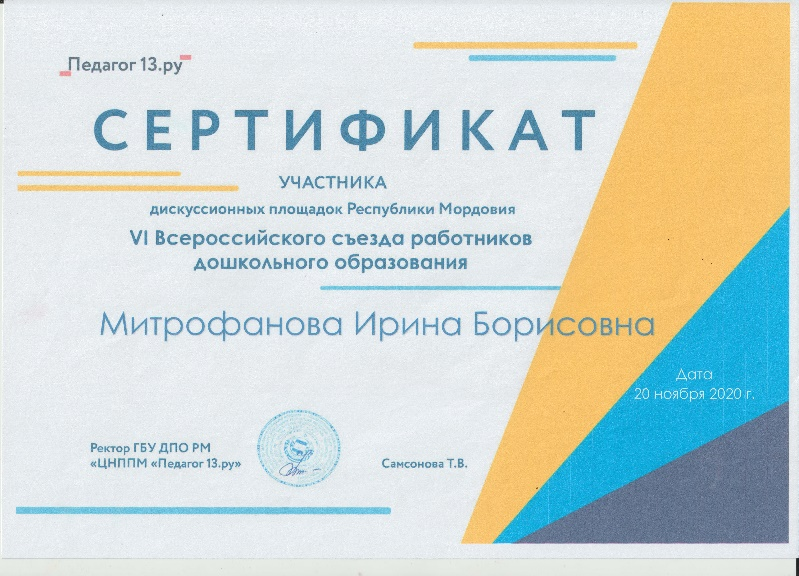 Педагог 13.ру
СЕРТИФИКАТ
УЧАСТНИКА
дискуссионных площадок Республики Мордовия
VI Всероссийского съезда работников
дошкольного образования
Митрофанова Ирина Борисовна
Дата
20 ноября 2020 г.
Ректор ГБУ ДПО РМ
«ЦНППМ «Педагог 13.ру»
Самсонова Т.В.